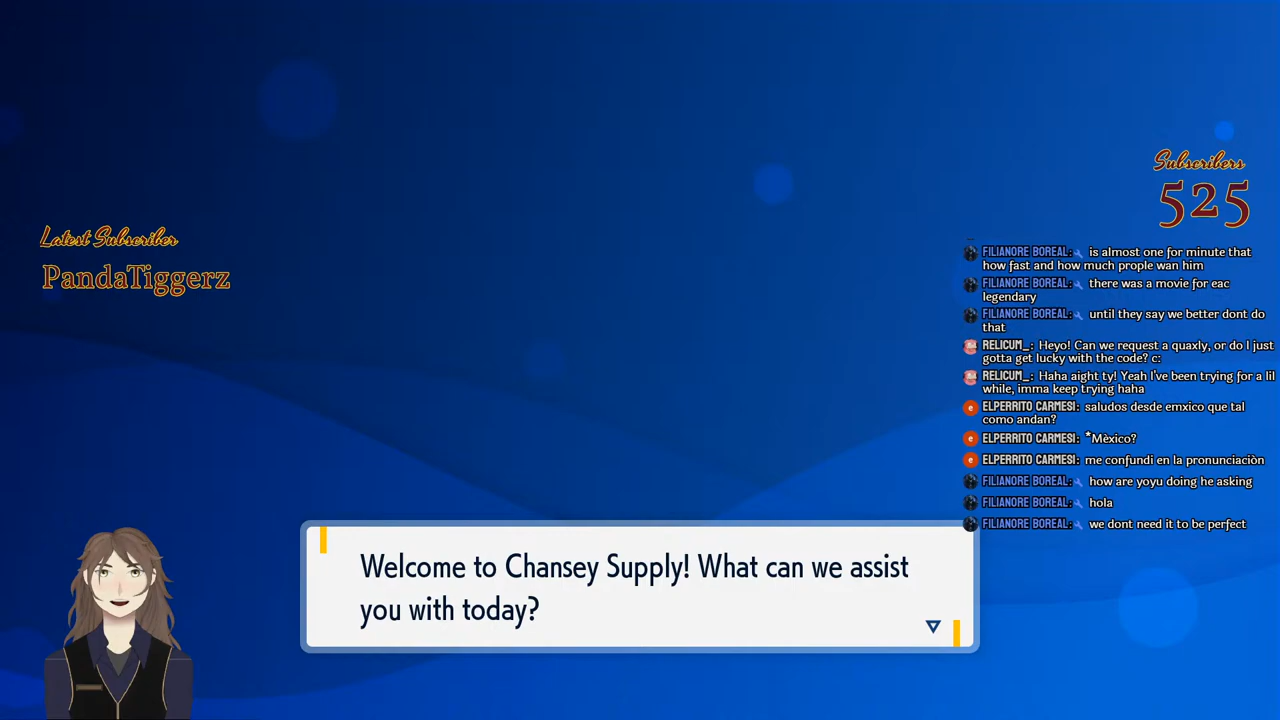 Subscribers
525
Latest Subscriber
PandaTiggerz
FILIANORE BOREAL: is almost one for minute that
how fast and how much prople wan him
FILIANORE BOREAL: there was a movie for eac
legendary
FILIANORE BOREAL: until they say we better dont do
that
RELICUM_: Heyo! Can we request a quaxly, or do I just
gotta get lucky with the code? c:
RELICUM_: Haha aight ty! Yeah I've been trying for a lil
while, imma keep trying haha
ELPERRITO CARMESI: saludos desde emxico que tal
como andan?
ELPERRITO CARMESI: *Mèxico?
ELPERRITO CARMESI: me confundi en la pronunciaciòn
FILIANORE BOREAL: how are yoyu doing he asking
FILIANORE BOREAL: hola
FILIANORE BOREAL: we dont need it to be perfect
Welcome to Chansey Supply! What can we assist
you with today?